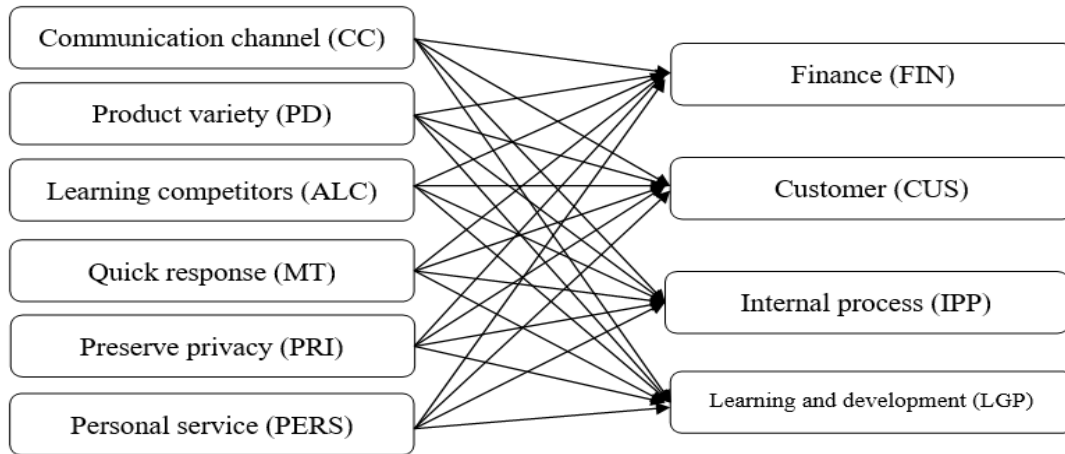 Communication channel (CC)
Product variety (PD)
Learning competitors (ALC)
Quick response (MT)
Preserve privacy (PRI)
Personal service (PERS)
Finance (FIN)
Customer (CUS)
Internal process (IPP)
Learning and development (LGP)